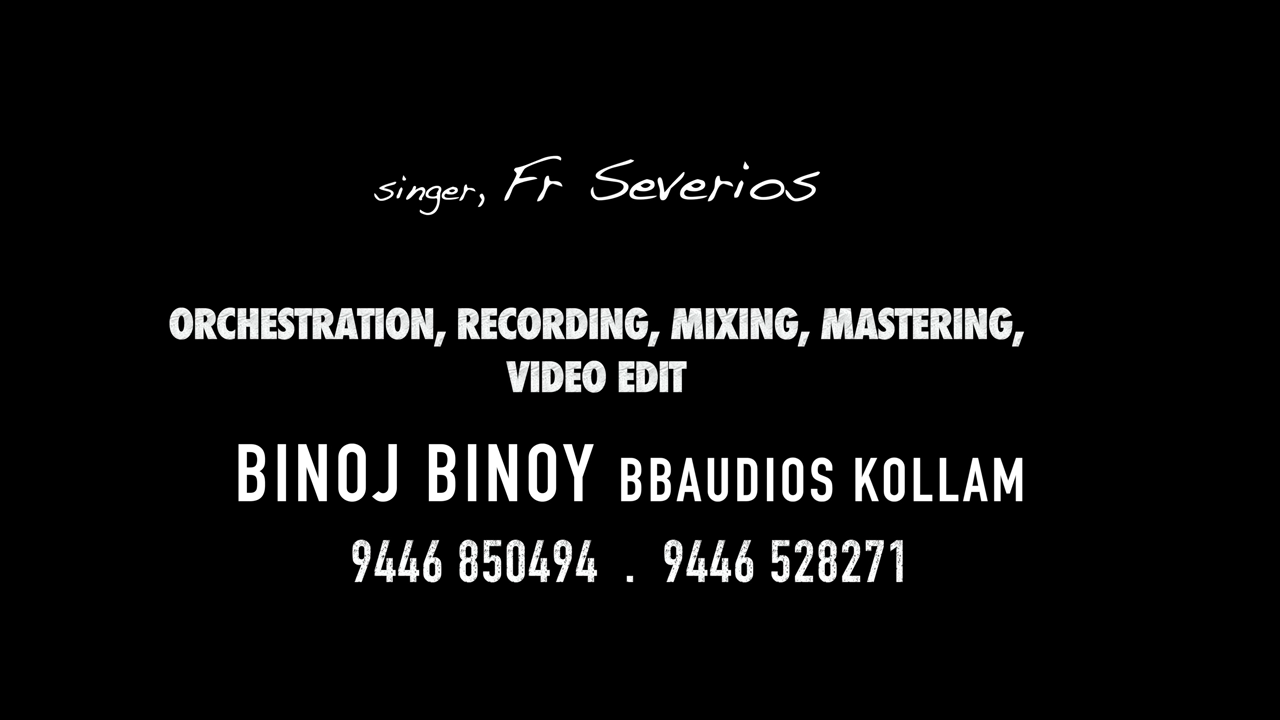 singer, Fr Severios
ORCHESTRATION, RECORDING, MIXING, MASTERING,
VIDEO EDIT
BINOJ BINOY BBAUDIOS KOLLAM
9446 850494 . 9446 528271